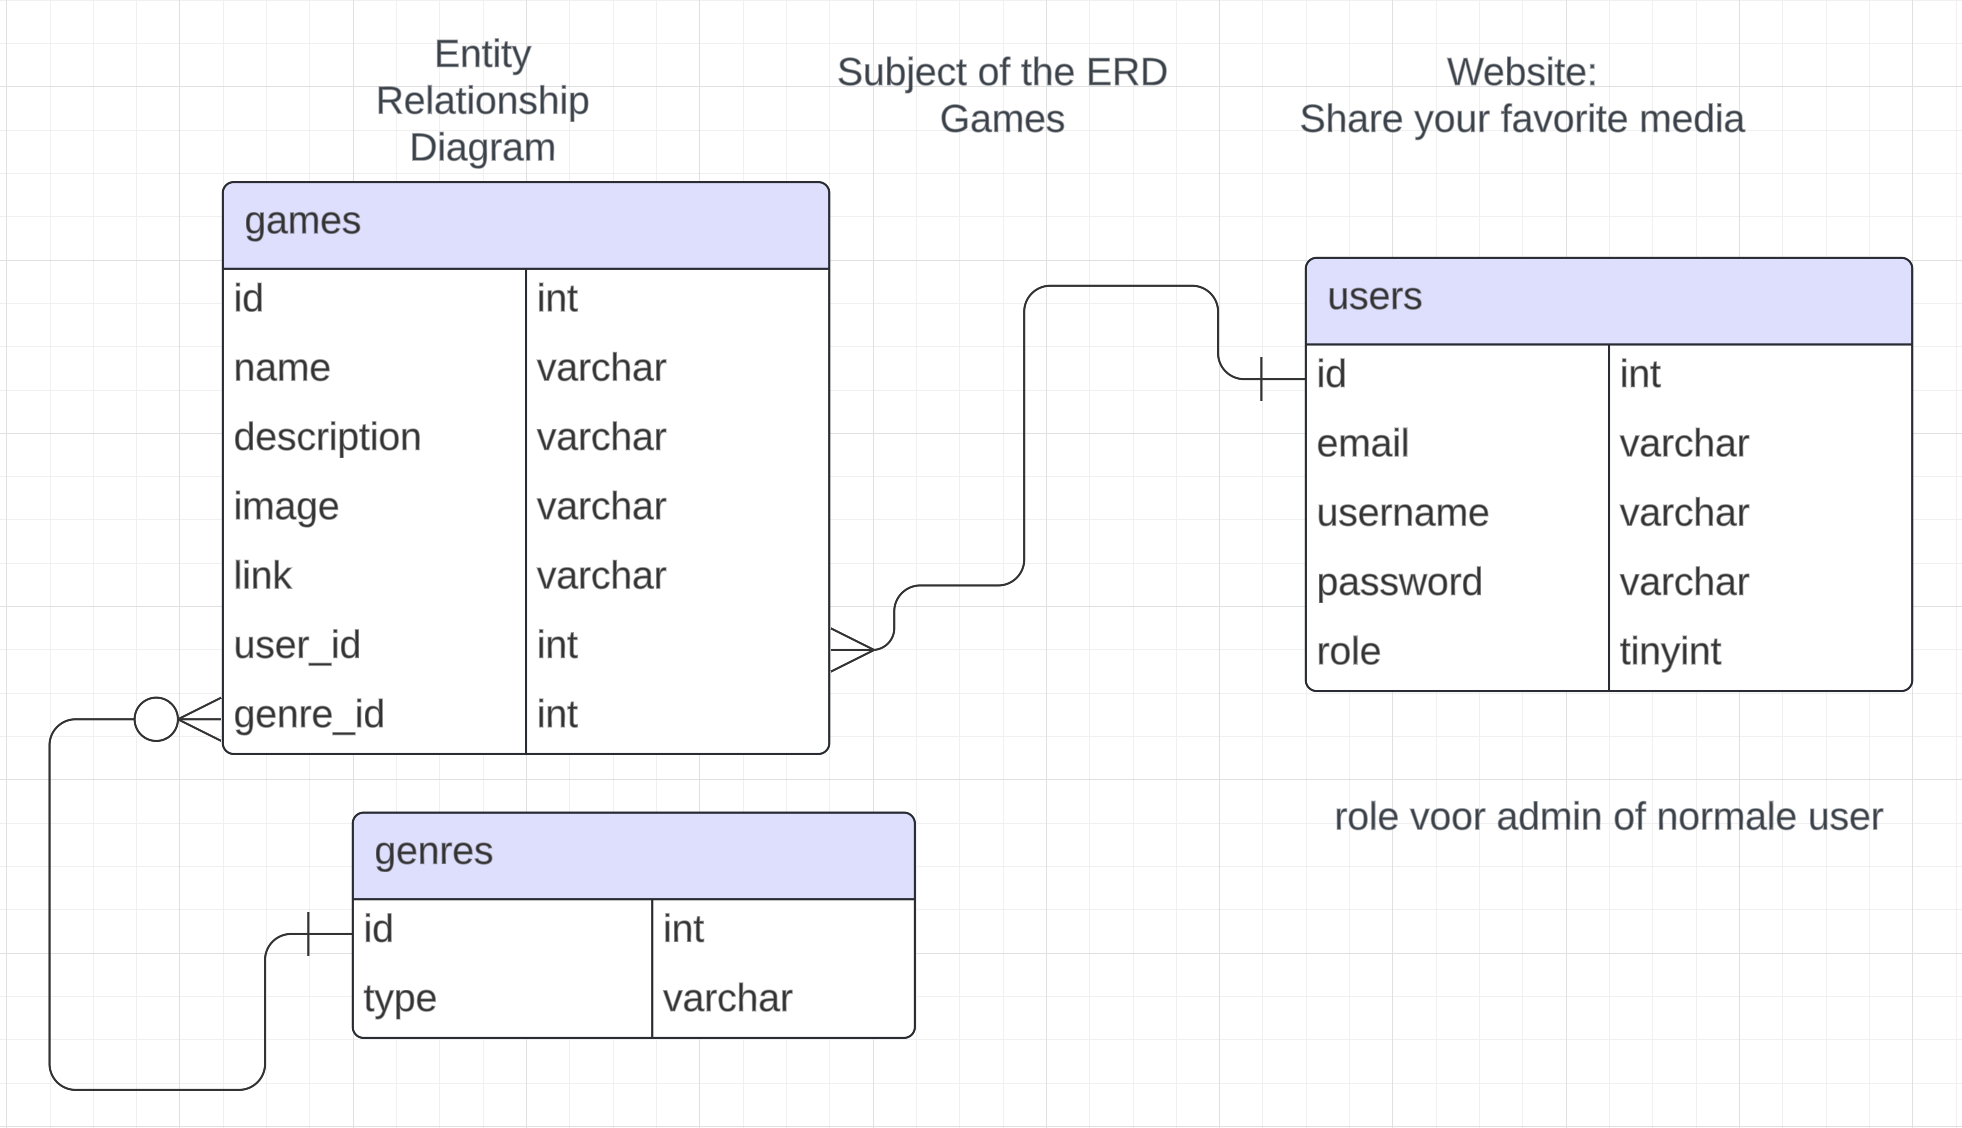 Entity
Relationship
Diagram
Subject of the ERD
Games
Website:
Share your favorite media
games
id int
name varchar
description varchar
image varchar
link varchar
user_id int
genre_id int
users
id int
email varchar
username varchar
password varchar
role tinyint
role voor admin of normale user
genres
id int
type varchar